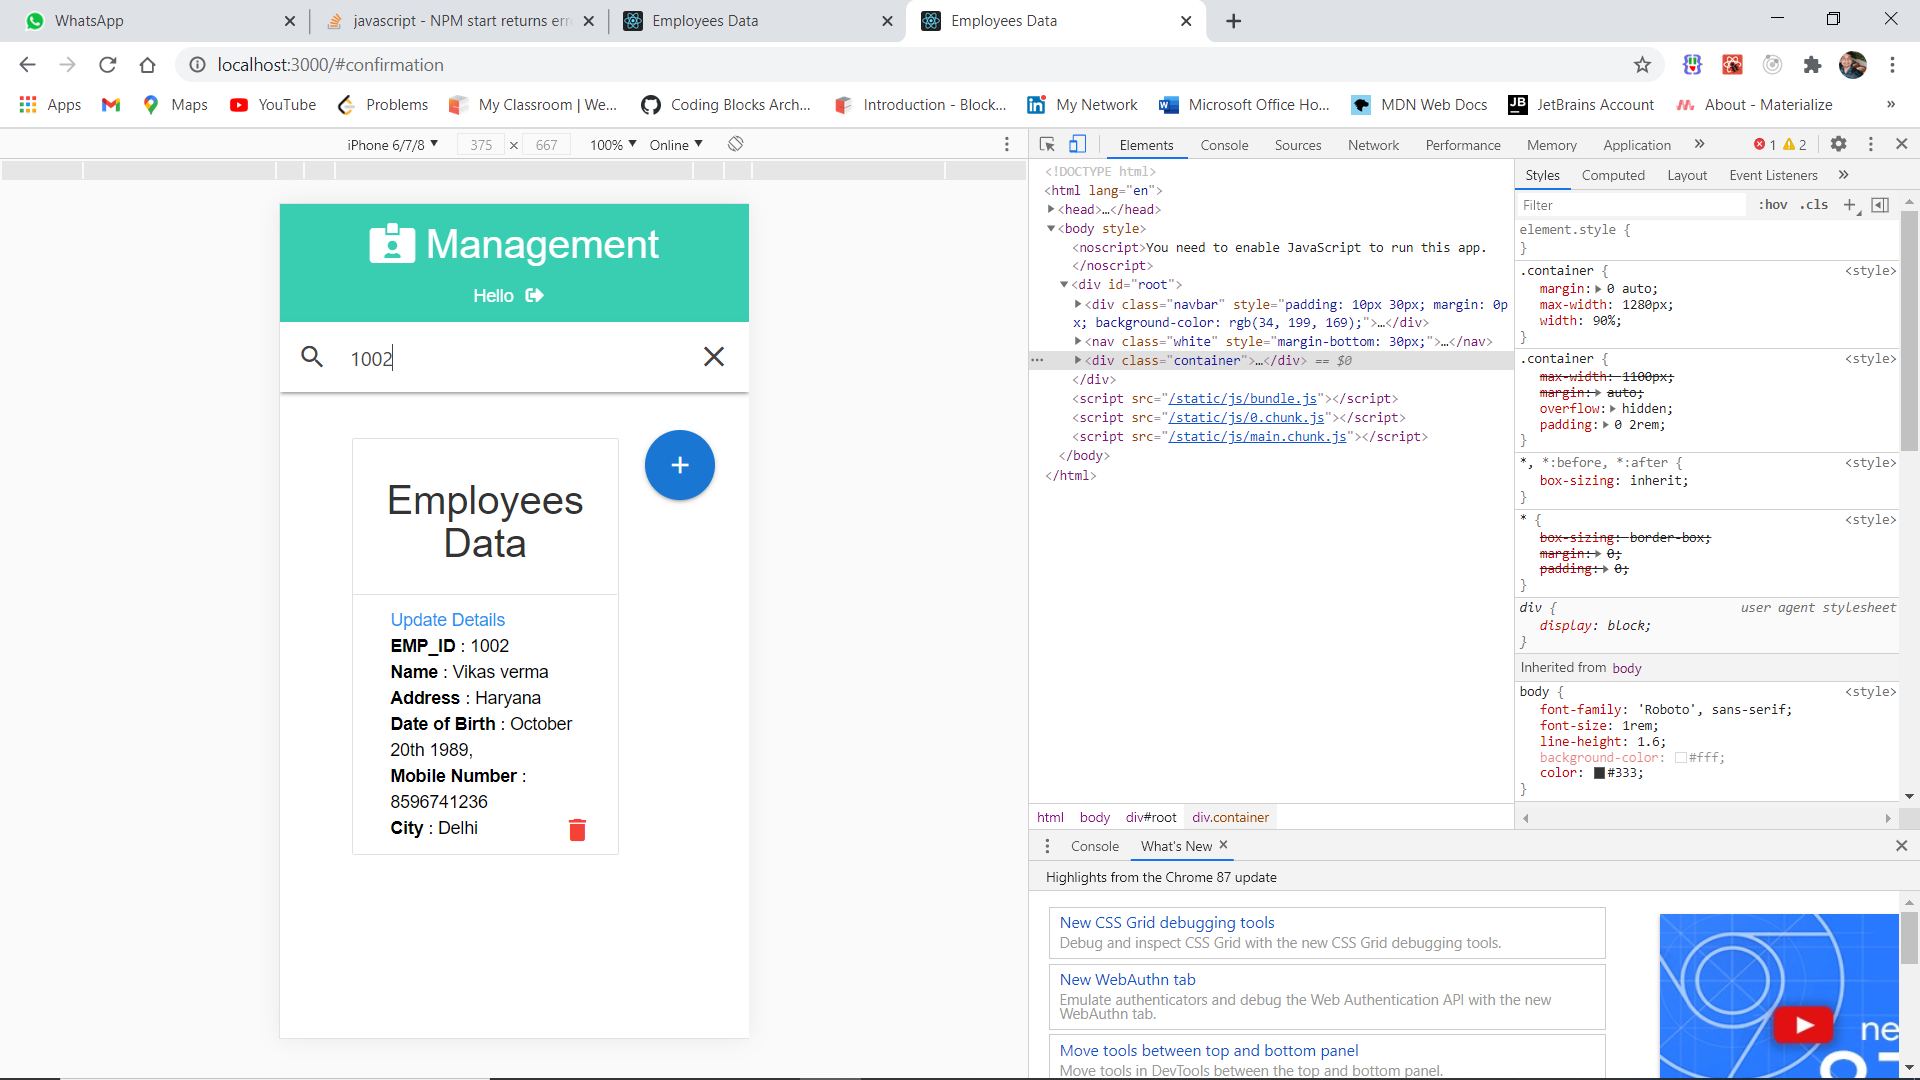 WhatsApp
javascript - NPM start returns erro
Employees Data
Employees Data
localhost:3000/#confirmation
Apps
Maps
YouTube
Problems
My Classroom | We...
Coding Blocks Arch...
Introduction - Block...
My Network
Microsoft Office Ho...
MDN Web Docs
JetBrains Account
About - Materialize
»
iPhone 6/7/8 ▼ 375 × 667 100% ▼ Online ▼
Elements Console Sources Network Performance Memory Application » 1 2
Management
Hello
1002
Employees
Data
Update Details
EMP_ID : 1002
Name : Vikas verma
Address : Haryana
Date of Birth : October
20th 1989,
Mobile Number :
8596741236
City : Delhi
<!DOCTYPE html>
<html lang="en">
<head>…</head>
<body style>
<noscript>You need to enable JavaScript to run this app.
</noscript>
<div id="root">
<div class="navbar" style="padding: 10px 30px; margin: 0p
x; background-color: rgb(34, 199, 169);">…</div>
<nav class="white" style="margin-bottom: 30px;">…</nav>
<div class="container">…</div> == $0
</div>
<script src="/static/js/bundle.js"></script>
<script src="/static/js/0.chunk.js"></script>
<script src="/static/js/main.chunk.js"></script>
</body>
</html>
html body div#root div.container
Styles Computed Layout Event Listeners »
Filter :hov .cls +
element.style {
}
.container { <style>
margin: 0 auto;
max-width: 1280px;
width: 90%;
}
.container { <style>
max-width: 1100px;
margin: auto;
overflow: hidden;
padding: 0 2rem;
}
*, *:before, *:after { <style>
box-sizing: inherit;
}
* { <style>
box-sizing: border-box;
margin: 0;
padding: 0;
}
div { user agent stylesheet
display: block;
}
Inherited from body
body { <style>
font-family: 'Roboto', sans-serif;
font-size: 1rem;
line-height: 1.6;
background-color: #fff;
color: #333;
}
Console What's New
Highlights from the Chrome 87 update
New CSS Grid debugging tools
Debug and inspect CSS Grid with the new CSS Grid debugging tools.
New WebAuthn tab
Emulate authenticators and debug the Web Authentication API with the new
WebAuthn tab.
Move tools between top and bottom panel
Move tools in DevTools between the top and bottom panel.
ne